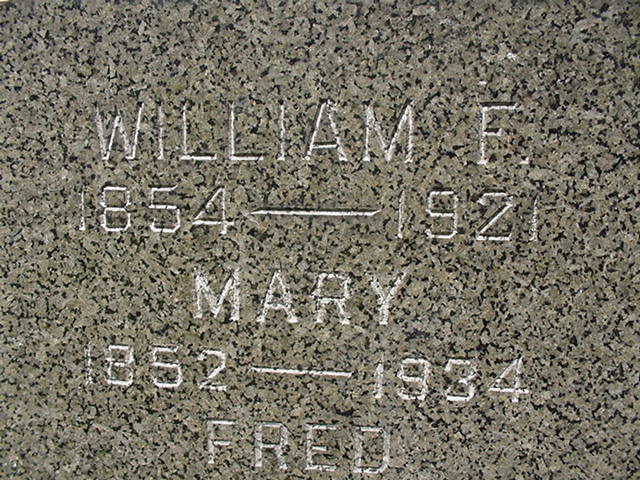 WILLIAM F.
1854 — 1921
MARY
1852 — 1934
FRED